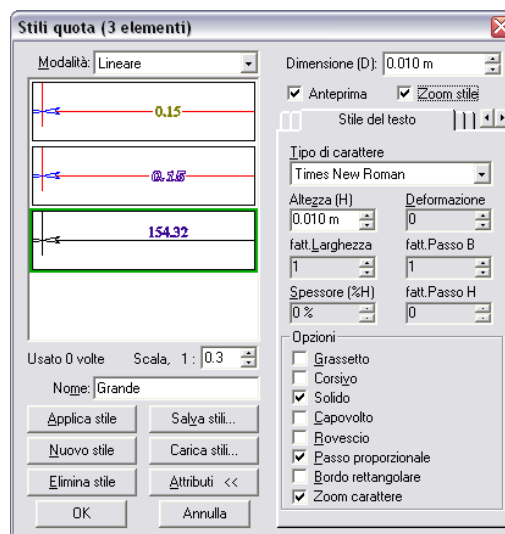 Stili quota (3 elementi)
Modalità: Lineare
0.15
0.15
154.32
Usato 0 volte Scala, 1 : 0.3
Nome: Grande
Applica stile Salva stili...
Nuovo stile Carica stili...
Elimina stile Attributi <<
OK Annulla
Dimensione (D): 0.010 m
Anteprima Zoom stile
Stile del testo
Tipo di carattere
Times New Roman
Altezza (H) Deformazione
0.010 m 0
fatt.Larghezza fatt.Passo B
1 1
Spessore (%H) fatt.Passo H
0 % 0
Opzioni
Grassetto
Corsivo
Solido
Capovolto
Rovescio
Passo proporzionale
Bordo rettangolare
Zoom carattere